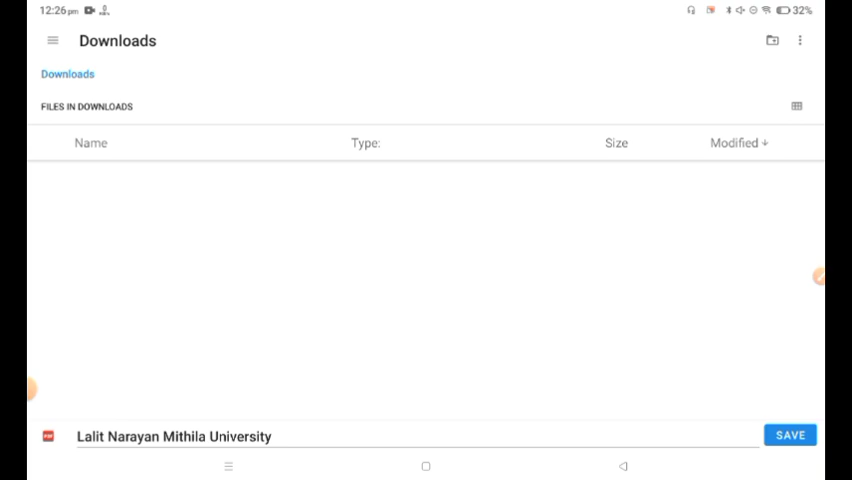 12:26 pm 32%
Downloads
Downloads
FILES IN DOWNLOADS
Name Type: Size Modified
Lalit Narayan Mithila University SAVE